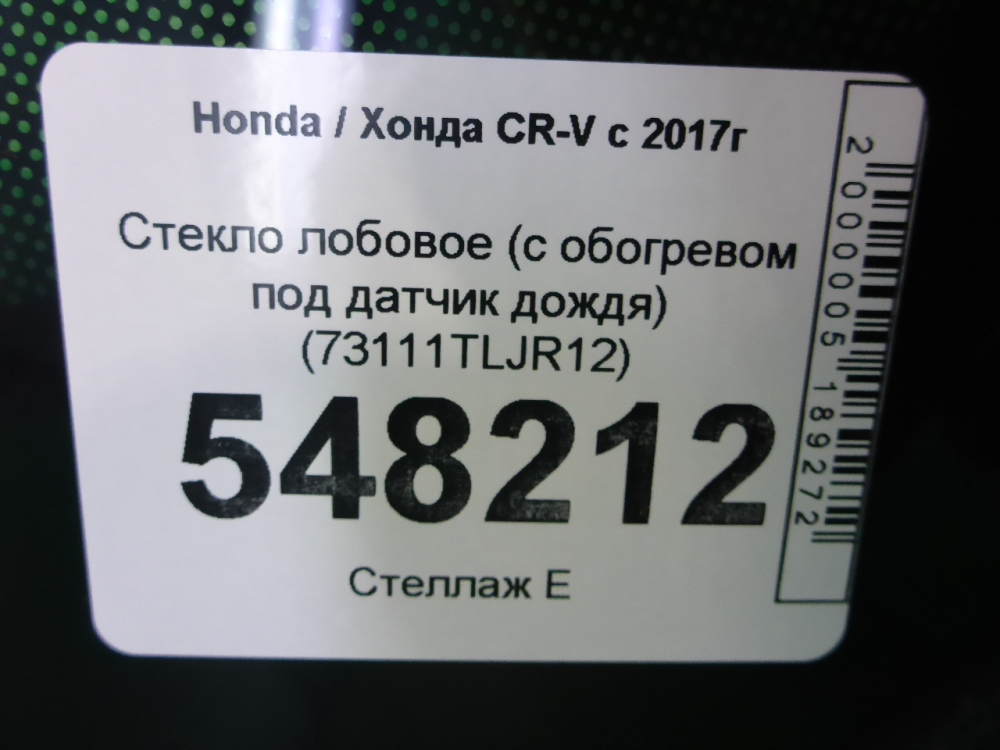 Honda / Хонда CR-V с 2017г
Стекло лобовое (с обогревом
под датчик дождя)
(73111TLJR12)
548212
Стеллаж Е
2000005189272